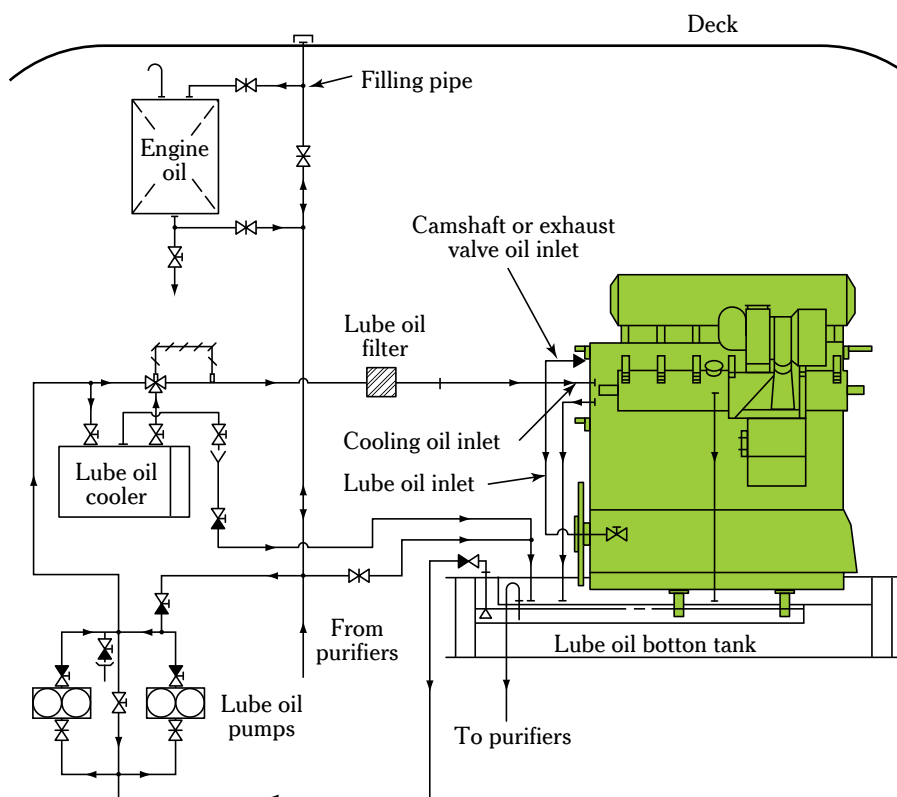 Deck
Filling pipe
Engine
oil
Camshaft or exhaust
valve oil inlet
Lube oil
filter
Cooling oil inlet
Lube oil
cooler
Lube oil inlet
From
purifiers
Lube oil botton tank
Lube oil
pumps
To purifiers